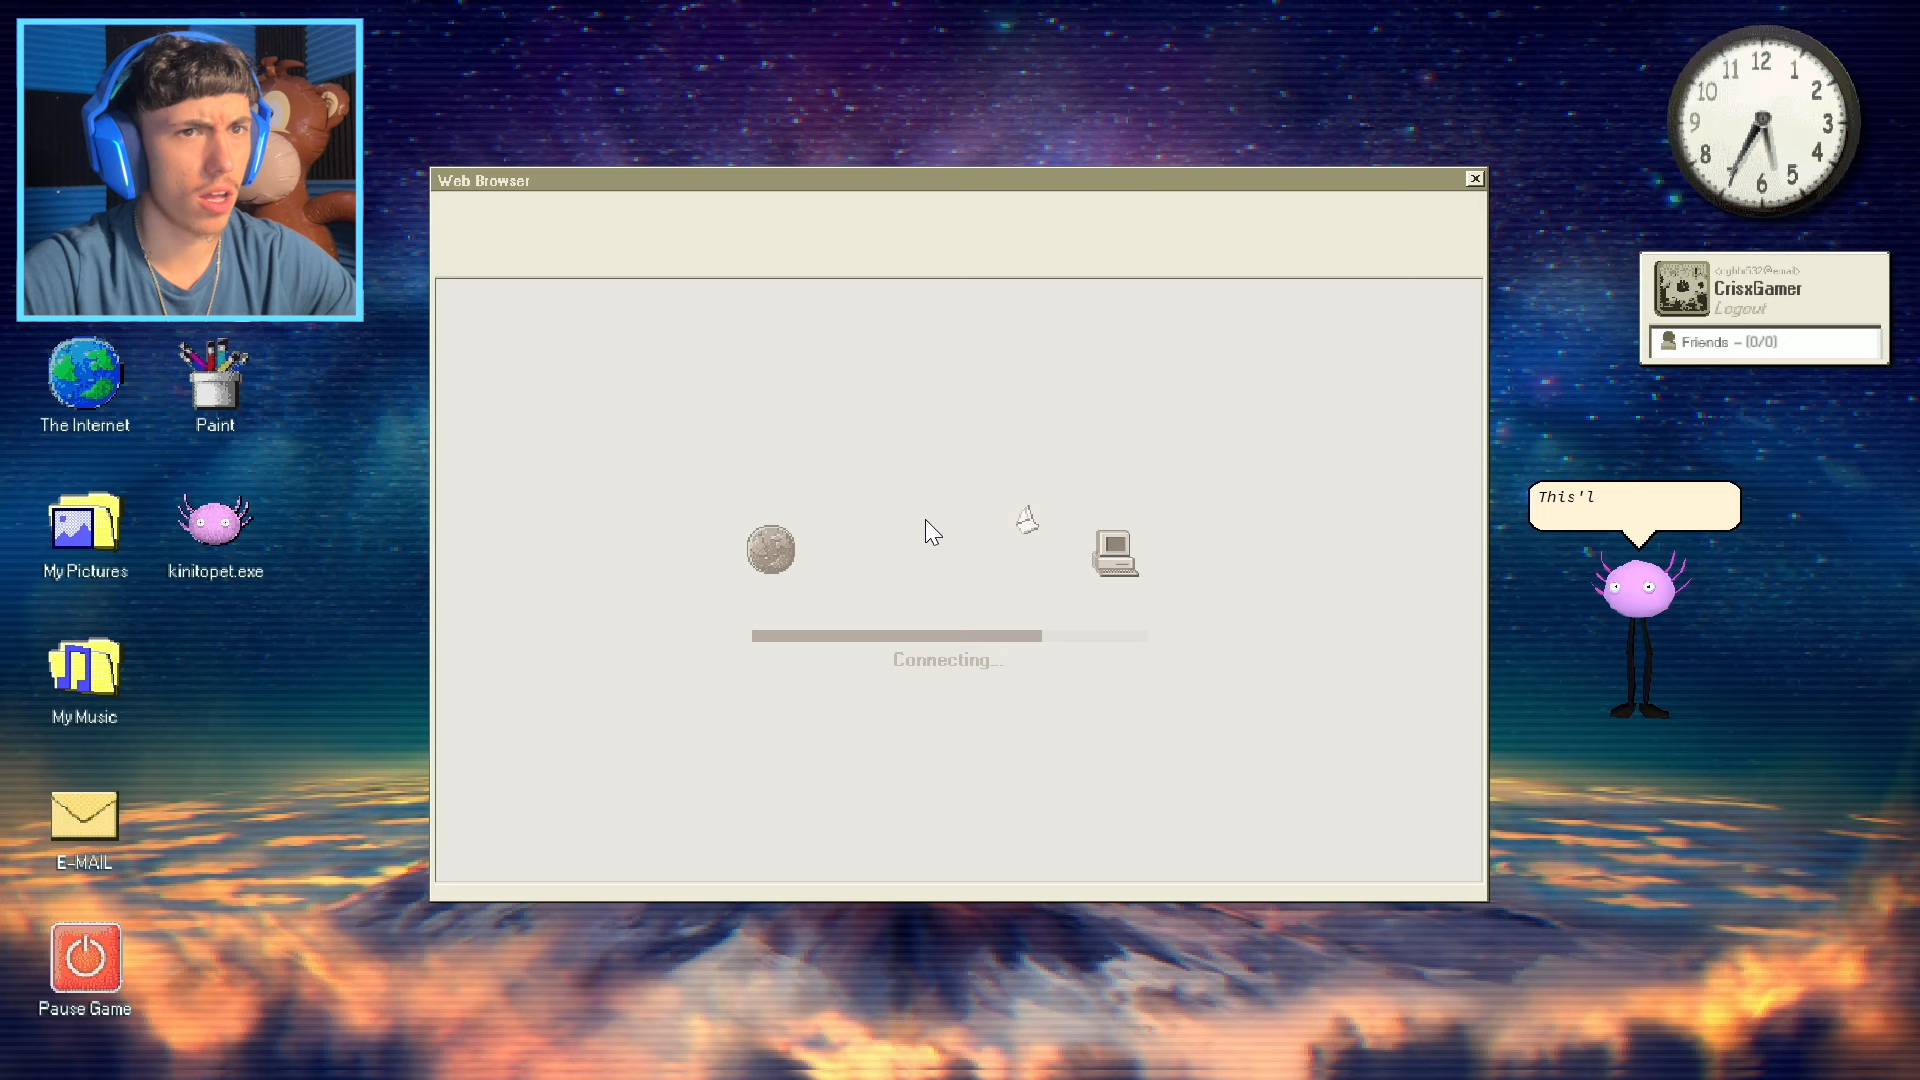 Web Browser
12
11
1
10
2
9
3
8
4
7
5
6
CrisxGamer
Logout
Friends - (0/0)
The Internet
Paint
This'l
My Pictures
kinitopet.exe
Connecting...
My Music
E-MAIL
Pause Game